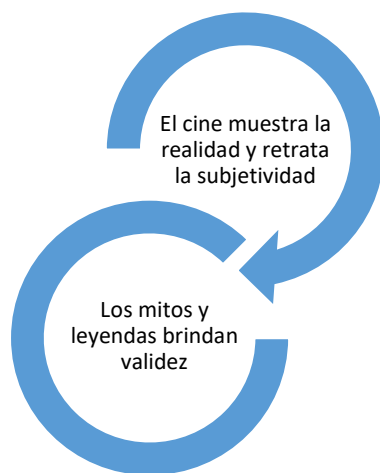 El cine muestra la
realidad y retrata
la subjetividad
Los mitos y
leyendas brindan
validez